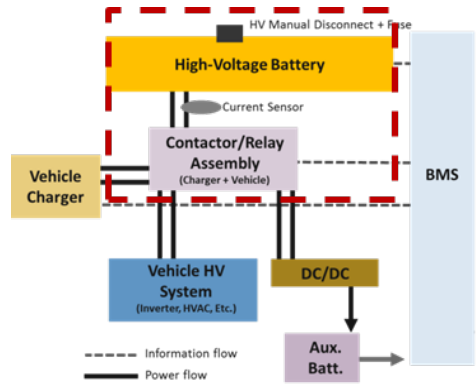 HV Manual Disconnect + Fuse
High-Voltage Battery
Current Sensor
Contactor/Relay
Assembly
(Charger + Vehicle)
Vehicle
Charger
BMS
Vehicle HV
System
(Inverter, HVAC, Etc.)
DC/DC
Aux.
Batt.
Information flow
Power flow